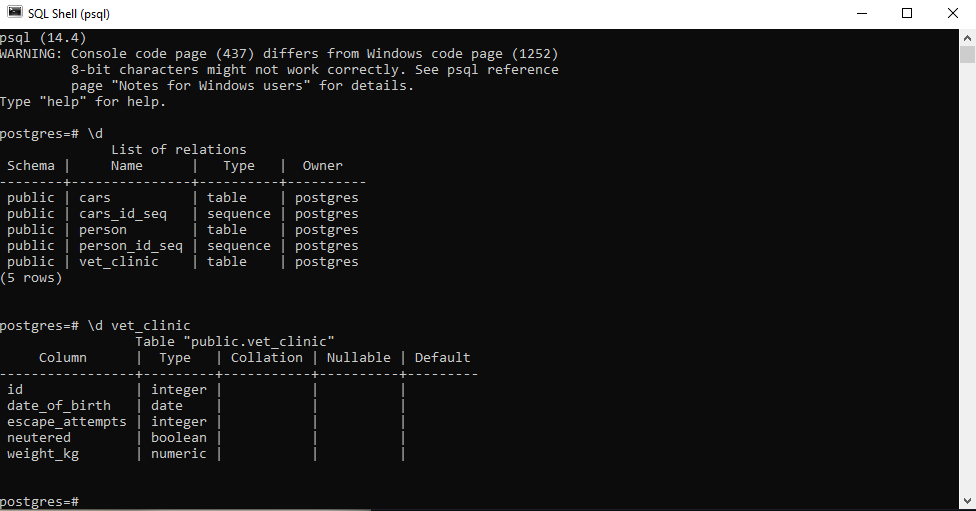 SQL Shell (psql)
psql (14.4)
WARNING: Console code page (437) differs from Windows code page (1252)
         8-bit characters might not work correctly. See psql reference
         page "Notes for Windows users" for details.
Type "help" for help.

postgres=# \d
              List of relations
 Schema |     Name      |   Type   |  Owner
--------+---------------+----------+----------
 public | cars          | table    | postgres
 public | cars_id_seq   | sequence | postgres
 public | person        | table    | postgres
 public | person_id_seq | sequence | postgres
 public | vet_clinic    | table    | postgres
(5 rows)


postgres=# \d vet_clinic
                 Table "public.vet_clinic"
     Column      |  Type   | Collation | Nullable | Default
-----------------+---------+-----------+----------+---------
 id              | integer |           |          |
 date_of_birth   | date    |           |          |
 escape_attempts | integer |           |          |
 neutered        | boolean |           |          |
 weight_kg       | numeric |           |          |


postgres=#